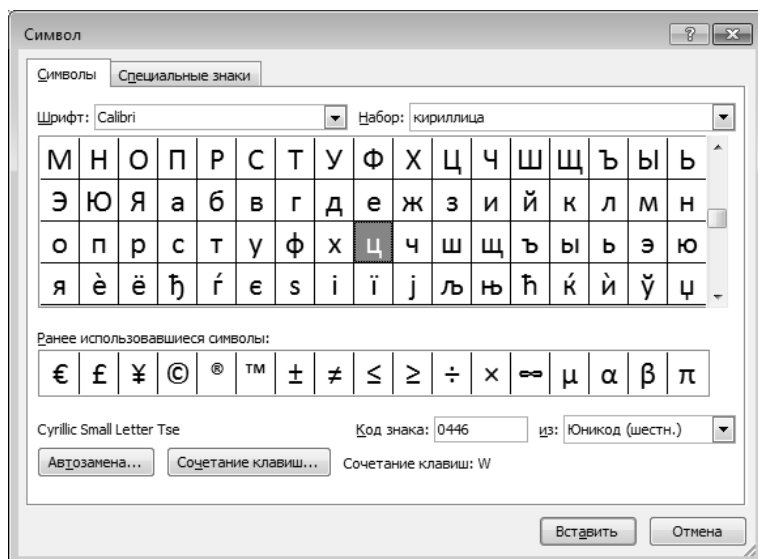 Символ
Символы Специальные знаки
Шрифт: Calibri Набор: кириллица
М Н О П Р С Т У Ф Х Ц Ч Ш Щ Ъ Ы Ь
Э Ю Я а б в г д е ж з и й к л м н
о п р с т у ф х ц ч ш щ ъ ы ь э ю
я ѐ ё ђ ѓ є ѕ і ї ј љ њ ћ ќ ѝ ў џ
Ранее использовавшиеся символы:
€ £ ¥ © ® ™ ± ≠ ≤ ≥ ÷ × ∞ µ α β π
Cyrillic Small Letter Tse Код знака: 0446 из: Юникод (шестн.)
Автозамена... Сочетание клавиш... Сочетание клавиш: W
Вставить Отмена